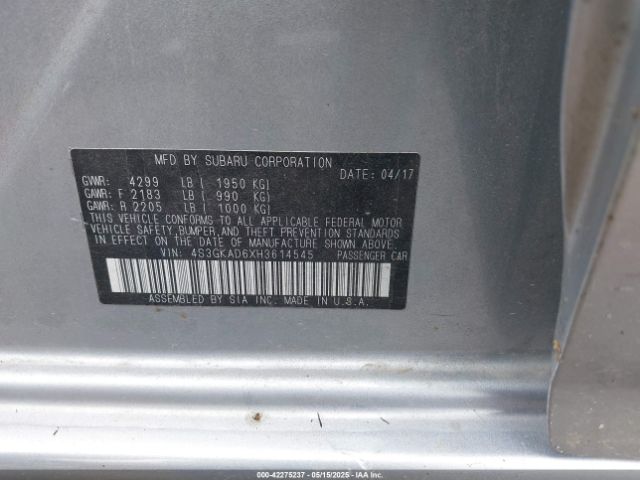 MFD BY SUBARU CORPORATION
DATE: 04/17
GVWR: 4299 LB ( 1950 KG)
GAWR: F 2183 LB ( 990 KG)
GAWR: R 2205 LB ( 1000 KG)
THIS VEHICLE CONFORMS TO ALL APPLICABLE FEDERAL MOTOR
VEHICLE SAFETY, BUMPER, AND THEFT PREVENTION STANDARDS
IN EFFECT ON THE DATE OF MANUFACTURE SHOWN ABOVE.
VIN: 4S3GKAD6XH3614545 PASSENGER CAR
ASSEMBLED BY SIA INC. MADE IN U.S.A.
000-42275237 - 05/15/2025 - IAAI.COM